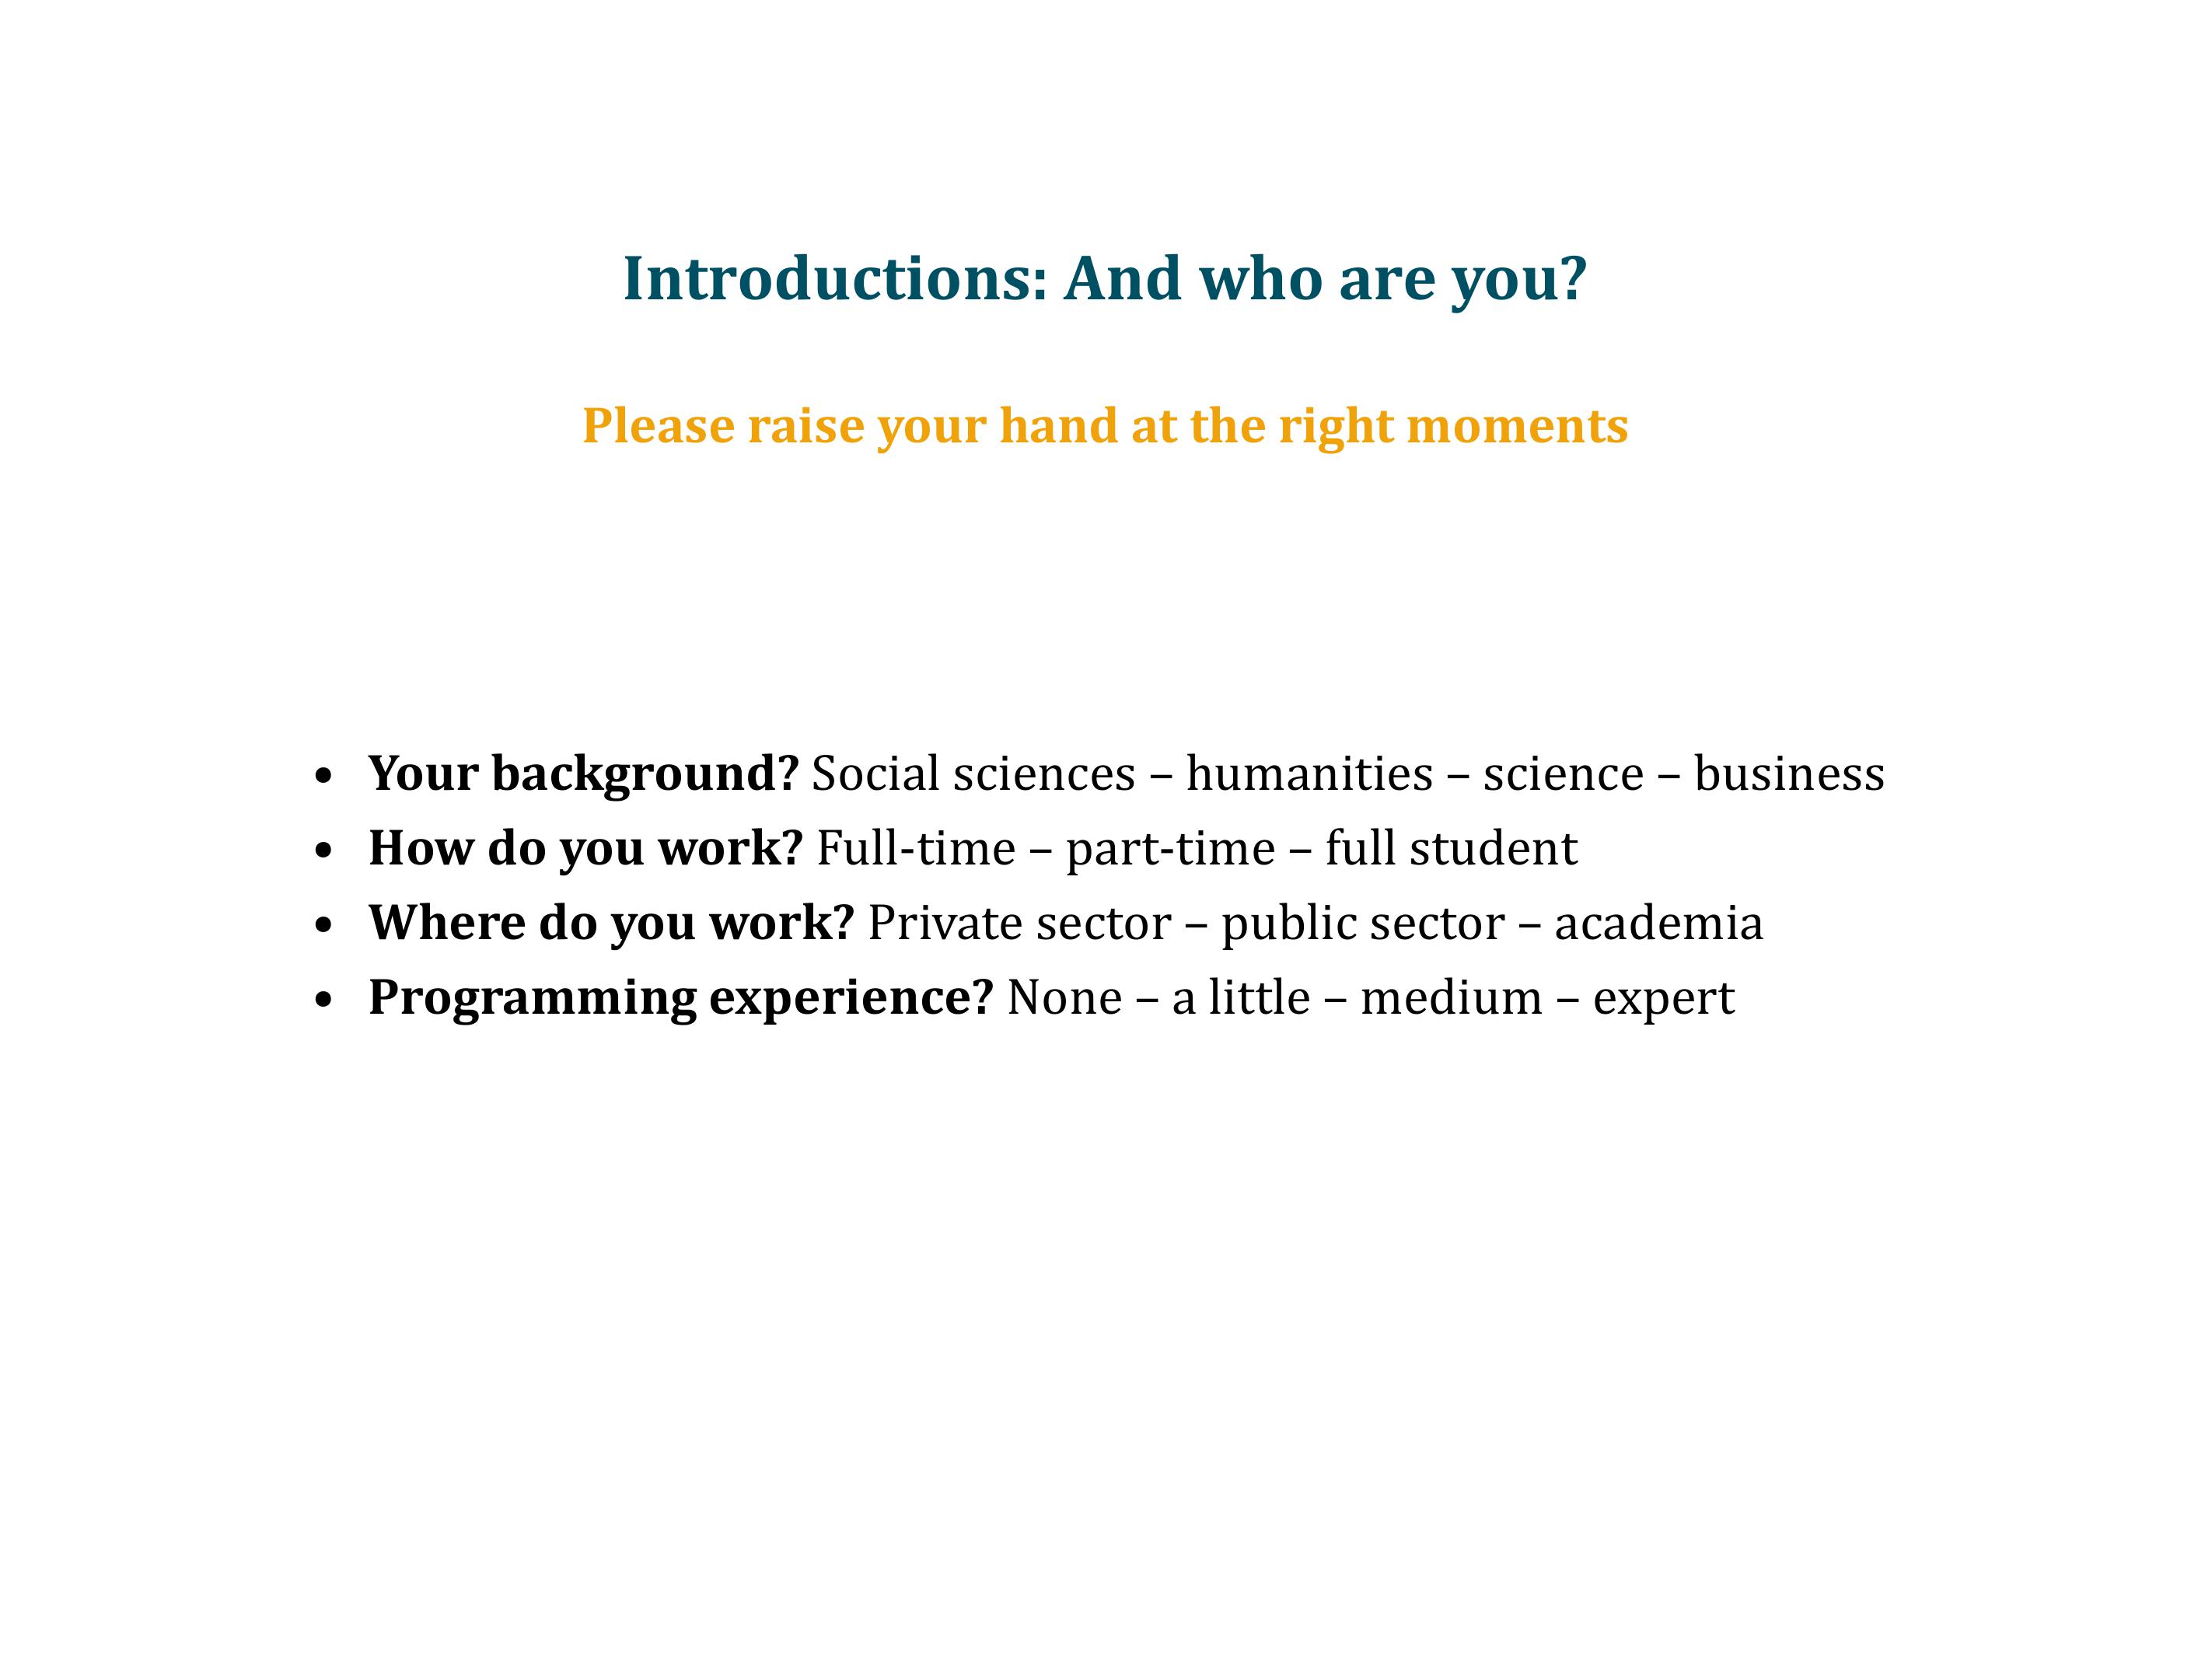 Introductions: And who are you?
Please raise your hand at the right moments
• Your background? Social sciences – humanities – science – business
• How do you work? Full-time – part-time – full student
• Where do you work? Private sector – public sector – academia
• Programming experience? None – a little – medium – expert